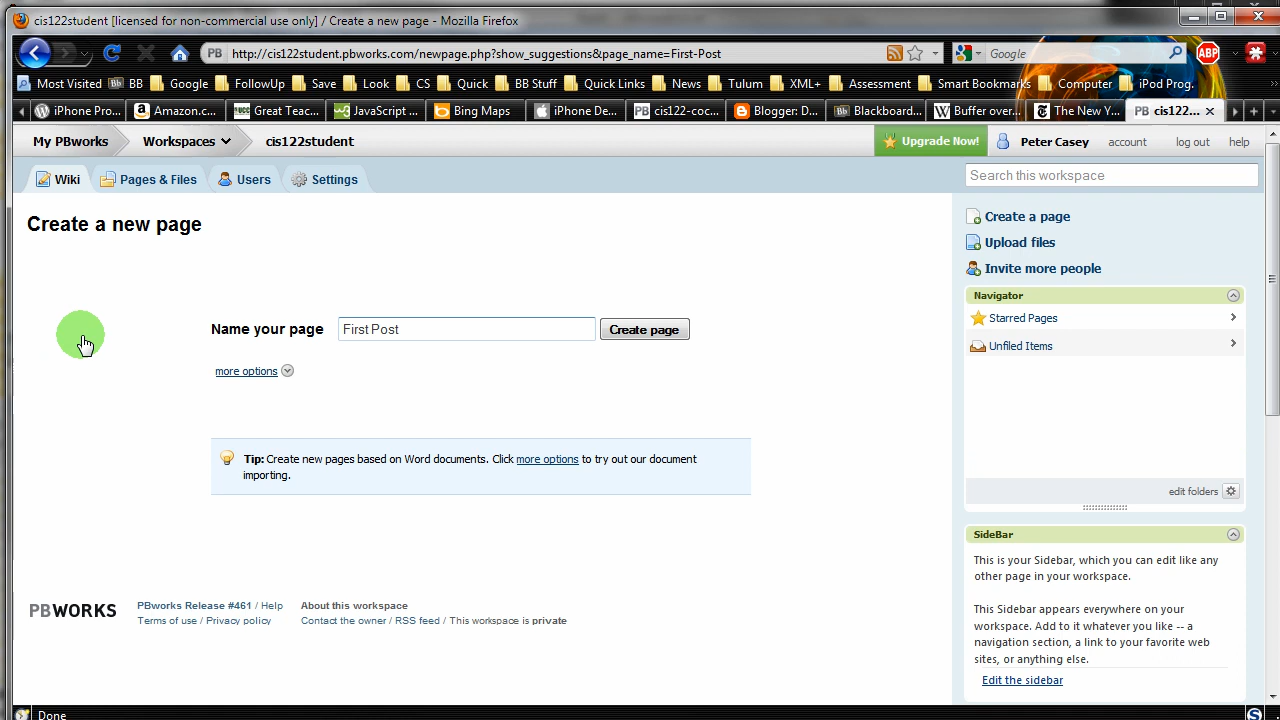 cis122student [licensed for non-commercial use only] / Create a new page - Mozilla Firefox
PB http://cis122student.pbworks.com/newpage.php?show_suggestions&page_name=First-Post
Google
ABP
Most Visited Bb BB Google FollowUp Save Look CS Quick BB Stuff Quick Links News Tulum XML+ Assessment Smart Bookmarks Computer iPod Prog.
iPhone Pro... Amazon.c... Great Teac... JavaScript ... Bing Maps iPhone De... PB cis122-coc... Blogger: D... Bb Blackboard... W Buffer over... The New Y... PB cis122...
My PBworks Workspaces cis122student Upgrade Now! Peter Casey account log out help
Wiki Pages & Files Users Settings Search this workspace
Create a new page
Name your page First Post Create page
more options
Tip: Create new pages based on Word documents. Click more options to try out our document
importing.
PBWORKS
PBworks Release #461 / Help
Terms of use / Privacy policy
About this workspace
Contact the owner / RSS feed / This workspace is private
Create a page
Upload files
Invite more people
Navigator
Starred Pages
Unfiled Items
edit folders
SideBar
This is your Sidebar, which you can edit like any
other page in your workspace.
This Sidebar appears everywhere on your
workspace. Add to it whatever you like -- a
navigation section, a link to your favorite web
sites, or anything else.
Edit the sidebar
Done